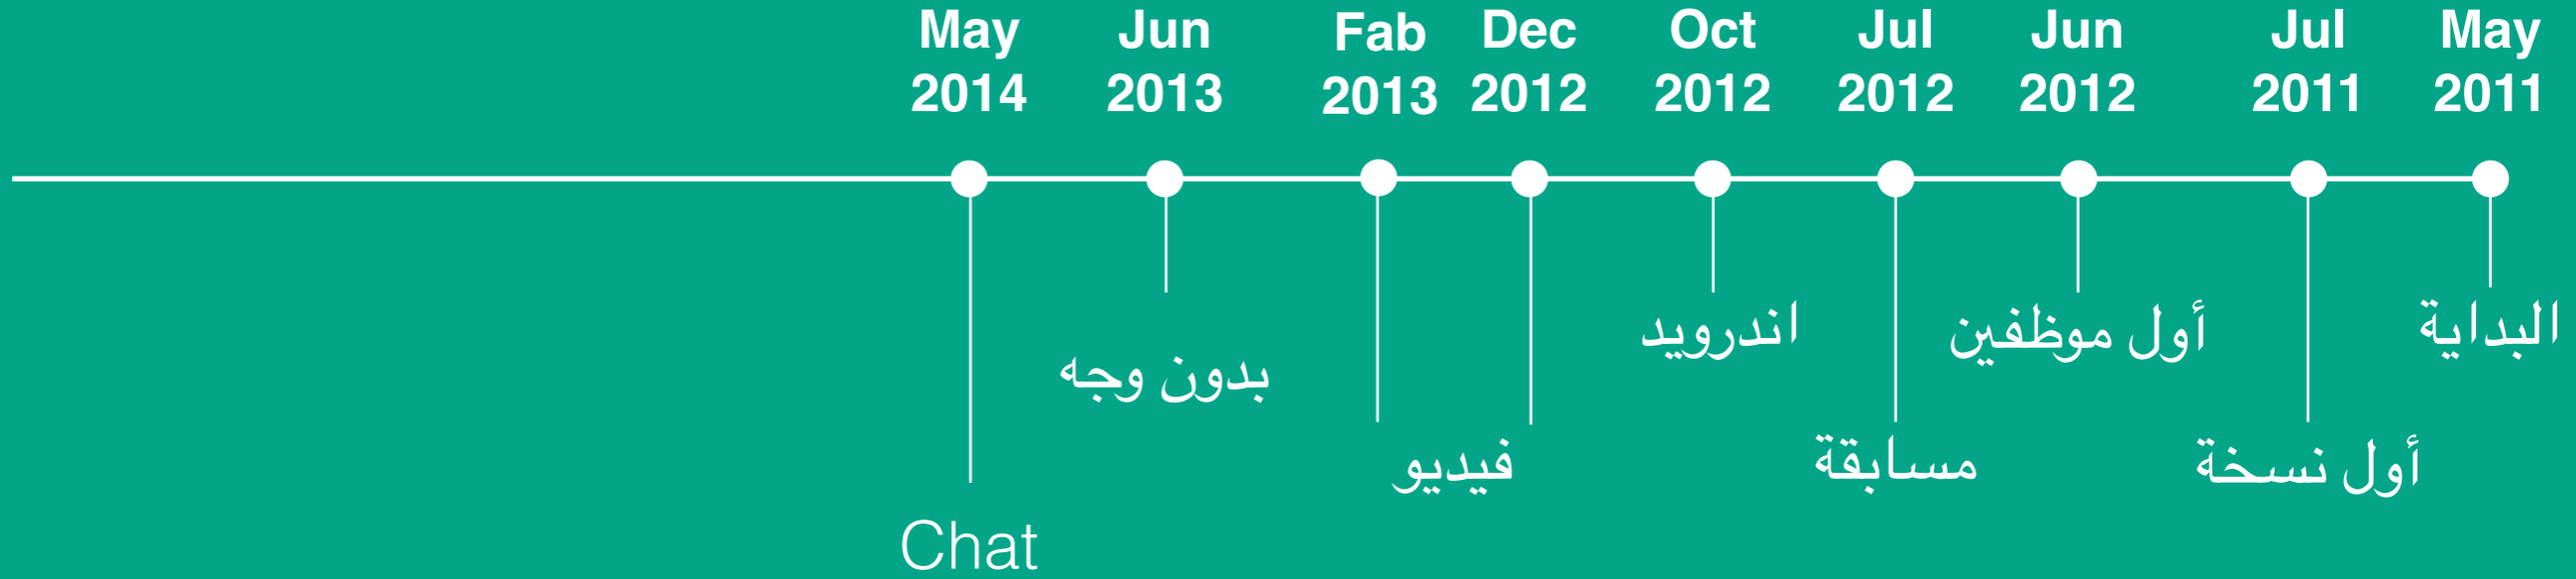 May
2011
Jul
2011
Jun
2012
Jul
2012
Oct
2012
Dec
2012
Fab
2013
Jun
2013
May
2014
البداية
أول نسخة
أول موظفين
مسابقة
اندرويد
فيديو
بدون وجه
Chat